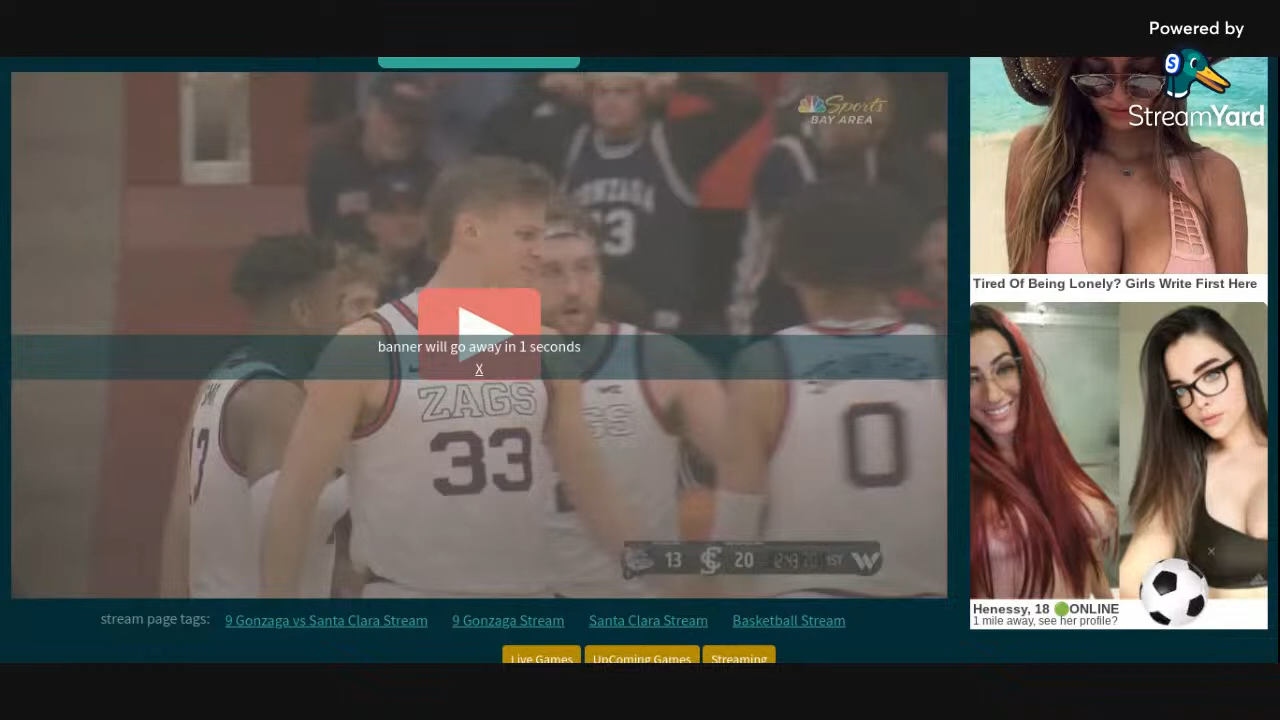 Powered by
S
StreamYard
Sports
BAY AREA
GONZAGA
33
banner will go away in 1 seconds
X
ZAGS
33
0
13 20 1ST W
Tired Of Being Lonely? Girls Write First Here
Henessy, 18 ONLINE
1 mile away, see her profile?
stream page tags: 9 Gonzaga vs Santa Clara Stream 9 Gonzaga Stream Santa Clara Stream Basketball Stream
Live Games UpComing Games Streaming